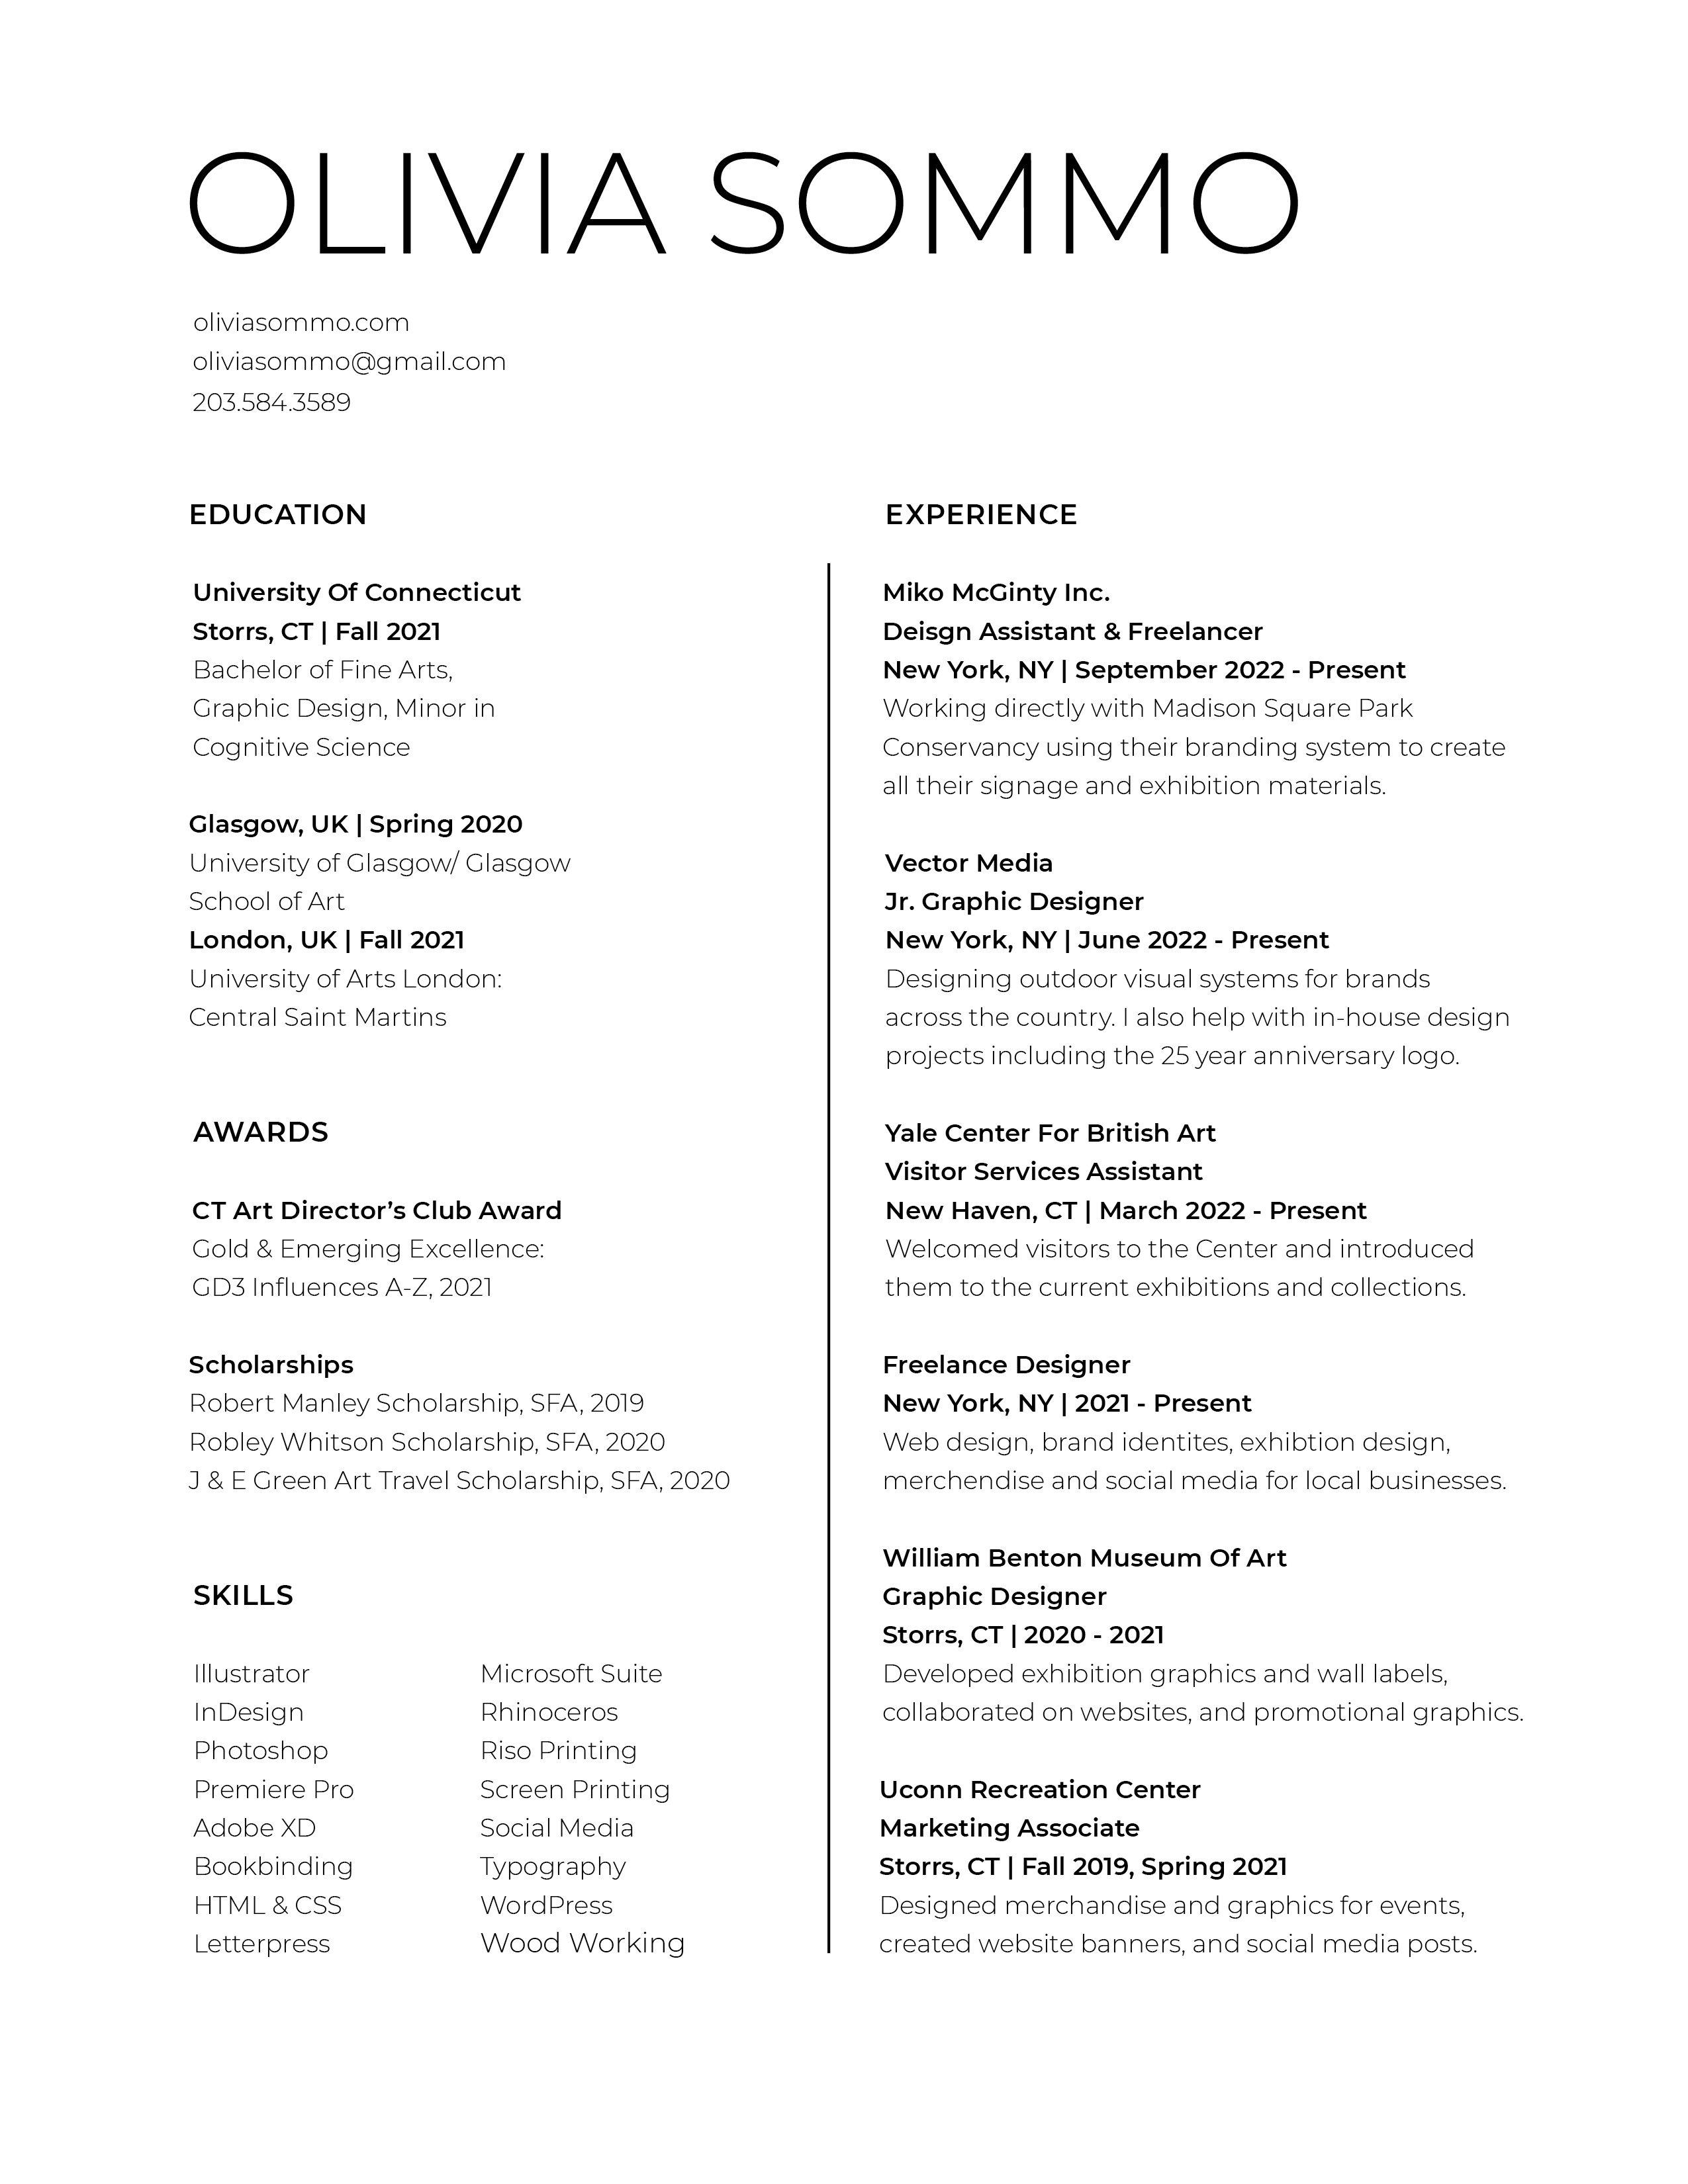 OLIVIA SOMMO
oliviasommo.com
oliviasommo@gmail.com
203.584.3589
EDUCATION
University Of Connecticut
Storrs, CT | Fall 2021
Bachelor of Fine Arts,
Graphic Design, Minor in
Cognitive Science
Glasgow, UK | Spring 2020
University of Glasgow/ Glasgow
School of Art
London, UK | Fall 2021
University of Arts London:
Central Saint Martins
AWARDS
CT Art Director’s Club Award
Gold & Emerging Excellence:
GD3 Influences A-Z, 2021
Scholarships
Robert Manley Scholarship, SFA, 2019
Robley Whitson Scholarship, SFA, 2020
J & E Green Art Travel Scholarship, SFA, 2020
SKILLS
Illustrator
InDesign
Photoshop
Premiere Pro
Adobe XD
Bookbinding
HTML & CSS
Letterpress
Microsoft Suite
Rhinoceros
Riso Printing
Screen Printing
Social Media
Typography
WordPress
Wood Working
EXPERIENCE
Miko McGinty Inc.
Deisgn Assistant & Freelancer
New York, NY | September 2022 - Present
Working directly with Madison Square Park
Conservancy using their branding system to create
all their signage and exhibition materials.
Vector Media
Jr. Graphic Designer
New York, NY | June 2022 - Present
Designing outdoor visual systems for brands
across the country. I also help with in-house design
projects including the 25 year anniversary logo.
Yale Center For British Art
Visitor Services Assistant
New Haven, CT | March 2022 - Present
Welcomed visitors to the Center and introduced
them to the current exhibitions and collections.
Freelance Designer
New York, NY | 2021 - Present
Web design, brand identites, exhibtion design,
merchendise and social media for local businesses.
William Benton Museum Of Art
Graphic Designer
Storrs, CT | 2020 - 2021
Developed exhibition graphics and wall labels,
collaborated on websites, and promotional graphics.
Uconn Recreation Center
Marketing Associate
Storrs, CT | Fall 2019, Spring 2021
Designed merchandise and graphics for events,
created website banners, and social media posts.